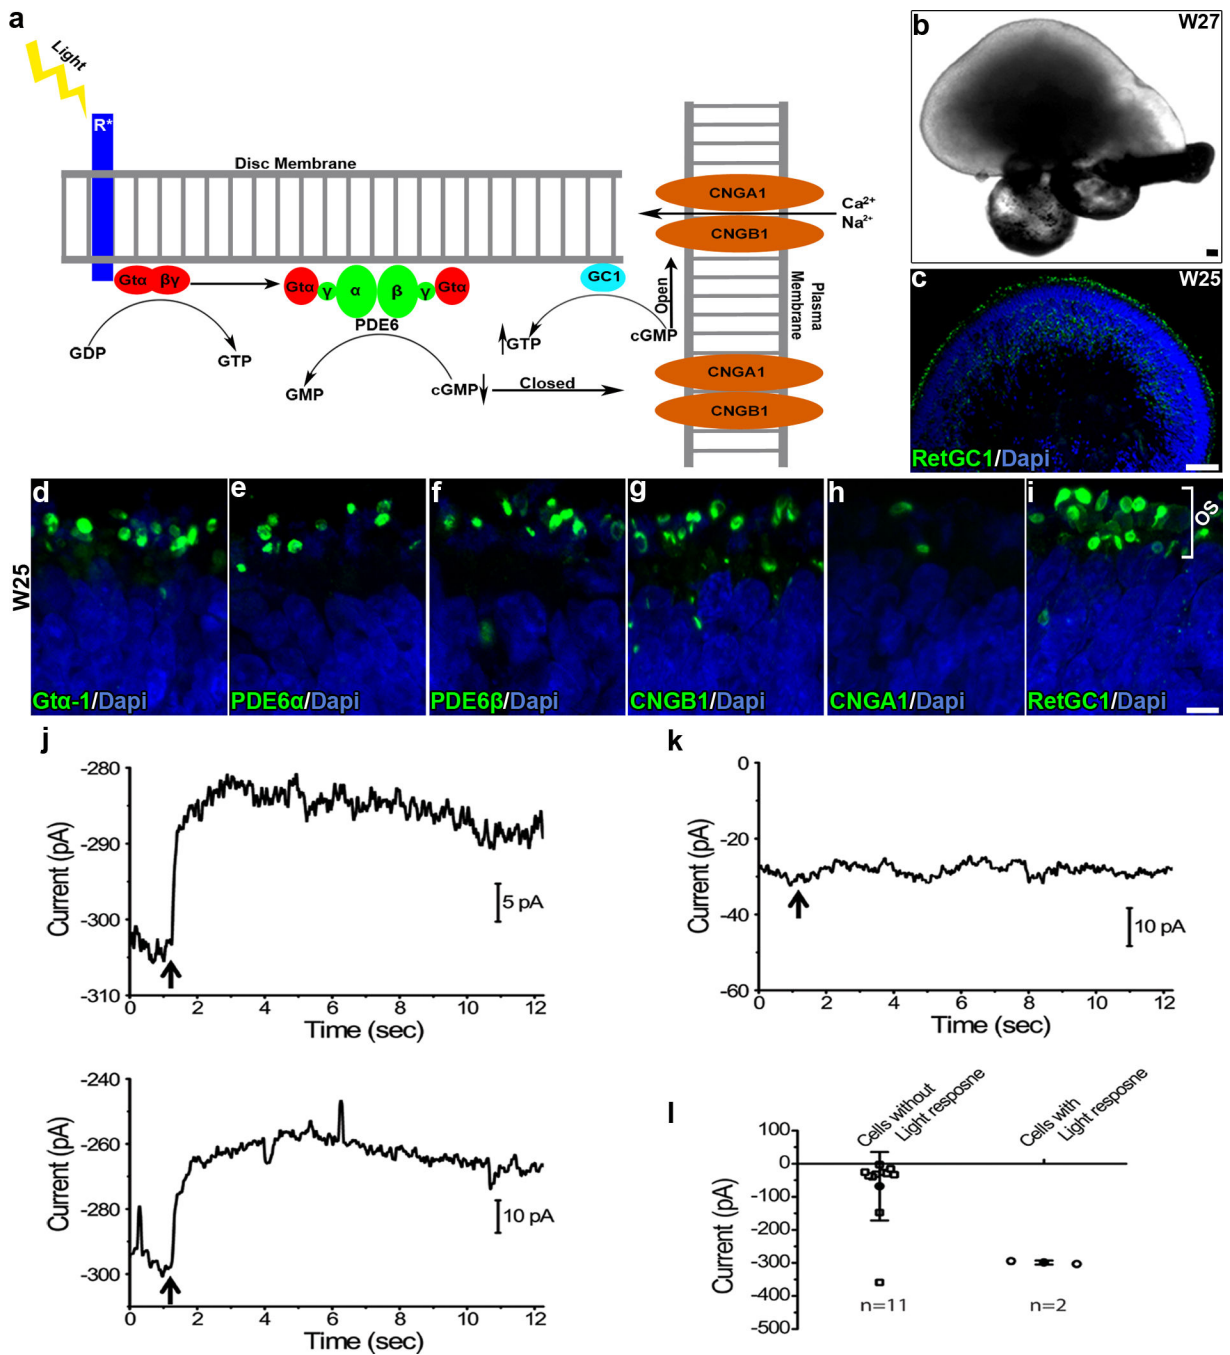 a
Light
R*
Disc Membrane
Gtα βγ
GDP
GTP
Gtα γ α β γ Gtα
PDE6
GMP
cGMP
Closed
GC1
GTP
cGMP
Open
CNGA1
CNGB1
Ca²⁺
Na²⁺
Plasma
Membrane
CNGA1
CNGB1
b
W27
c
W25
RetGC1/Dapi
W25
d
Gtα-1/Dapi
e
PDE6α/Dapi
f
PDE6β/Dapi
g
CNGB1/Dapi
h
CNGA1/Dapi
i
OS
RetGC1/Dapi
j
-280
-290
-300
-310
Current (pA)
5 pA
0 2 4 6 8 10 12
Time (sec)
-240
-260
-280
-300
Current (pA)
10 pA
0 2 4 6 8 10 12
Time (sec)
k
0
-20
-40
-60
Current (pA)
10 pA
0 2 4 6 8 10 12
Time (sec)
l
Cells without
Light resposne
Cells with
Light resposne
100
0
-100
-200
-300
-400
-500
Current (pA)
n=11
n=2